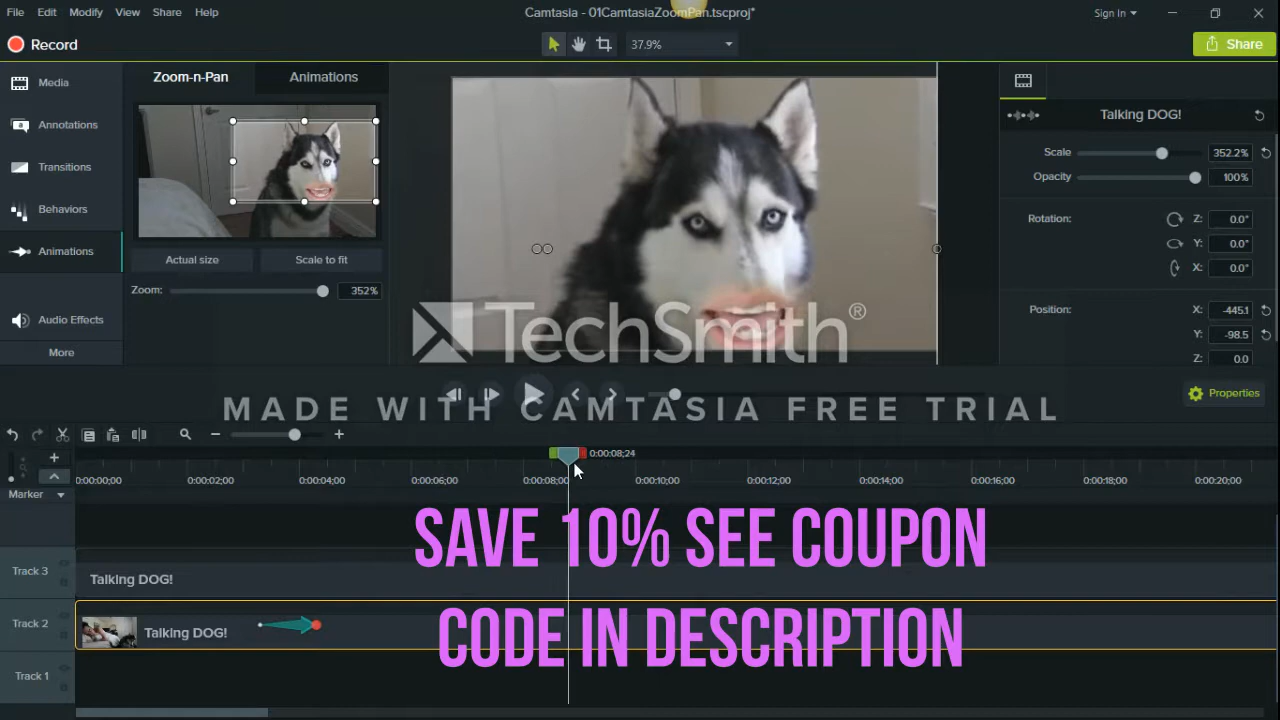 File Edit Modify View Share Help
Camtasia - 01CamtasiaZoomPan.tscproj*
Sign In
Record
37.9%
Share
Media
Annotations
Transitions
Behaviors
Animations
Audio Effects
More
Zoom-n-Pan
Animations
Actual size
Scale to fit
Zoom:
352%
Talking DOG!
Scale
352.2%
Opacity
100%
Rotation:
Z: 0.0°
Y: 0.0°
X: 0.0°
Position:
X: -445.1
Y: -98.5
Z: 0.0
Properties
TechSmith®
MADE WITH CAMTASIA FREE TRIAL
0:00:08;24
0:00:00;00 0:00:02;00 0:00:04;00 0:00:06;00 0:00:08;00 0:00:10;00 0:00:12;00 0:00:14;00 0:00:16;00 0:00:18;00 0:00:20;00
Marker
Track 3
Talking DOG!
Track 2
Talking DOG!
Track 1
SAVE 10% SEE COUPON
CODE IN DESCRIPTION